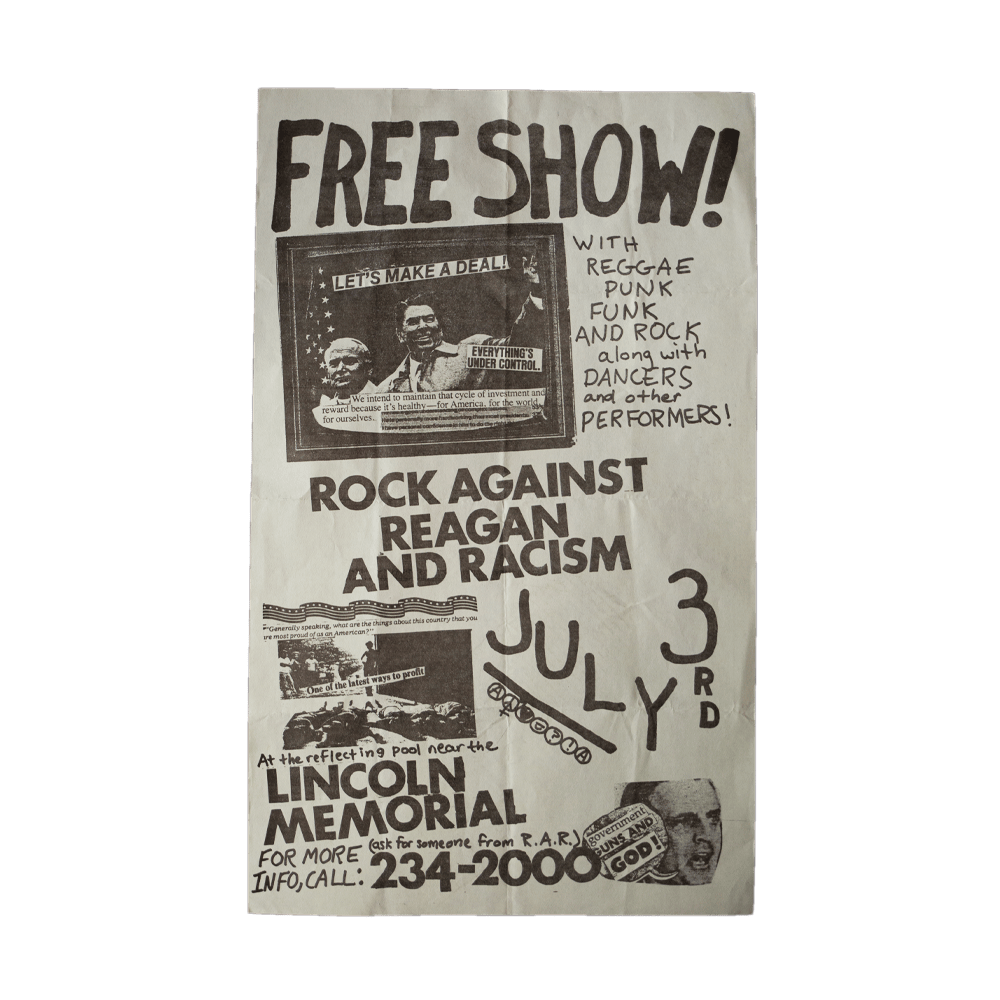 FREE SHOW!
WITH
REGGAE
PUNK
FUNK
AND ROCK
along with
DANCERS
and other
PERFORMERS!
LET'S MAKE A DEAL!
EVERYTHING'S
UNDER CONTROL.
We intend to maintain that cycle of investment and
reward because it's healthy—for America, for the world,
for ourselves.
ROCK AGAINST
REAGAN
AND RACISM
JULY 3RD
"Generally speaking, what are the things about this country that you
're most proud of as an American?"
One of the latest ways to profit
At the reflecting pool near the
LINCOLN
MEMORIAL
FOR MORE (ask for someone from R.A.R.)
INFO, CALL: 234-2000
government
GUNS AND
GOD!